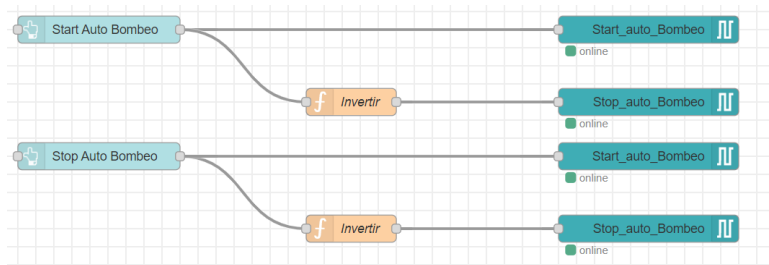 Start Auto Bombeo
Start_auto_Bombeo
online
Invertir
Stop_auto_Bombeo
online
Stop Auto Bombeo
Start_auto_Bombeo
online
Invertir
Stop_auto_Bombeo
online